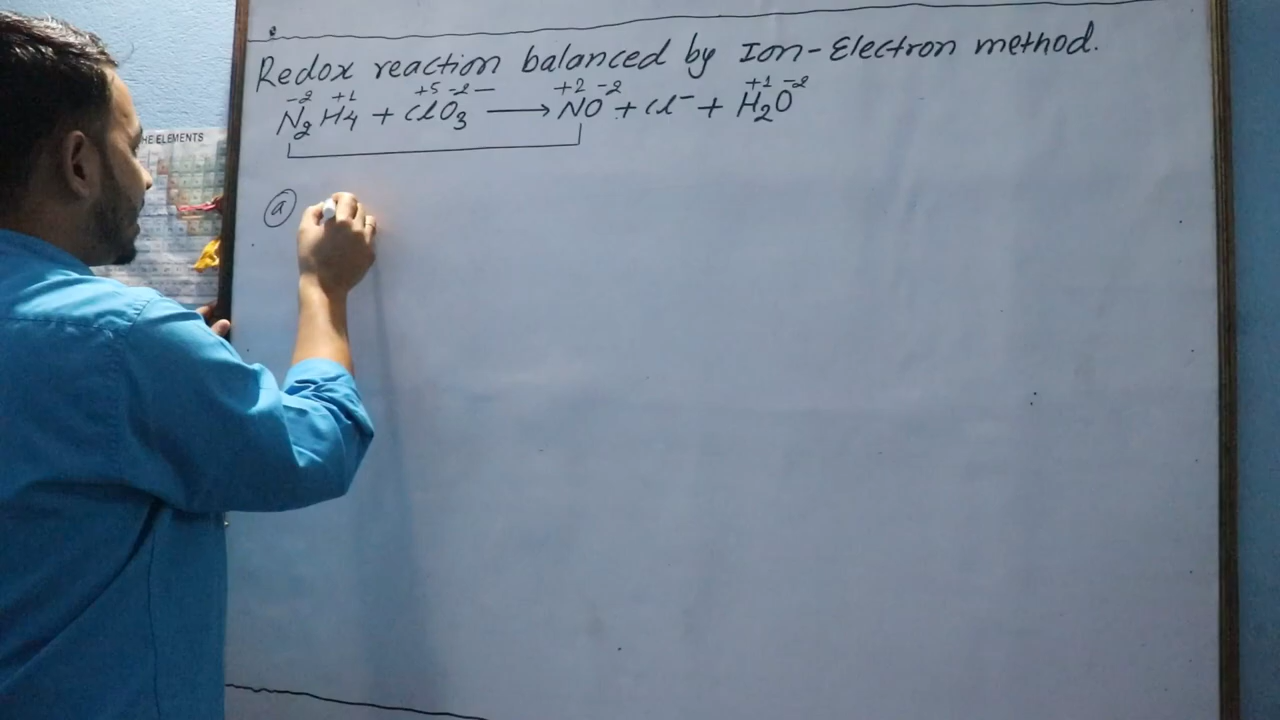 Redox reaction balanced by Ion-Electron method.
-2 +1 +5 -2 — +2 -2 +1 -2
N2H4 + ClO3 ⟶ NO + Cl⁻ + H2O
HE ELEMENTS
(a)